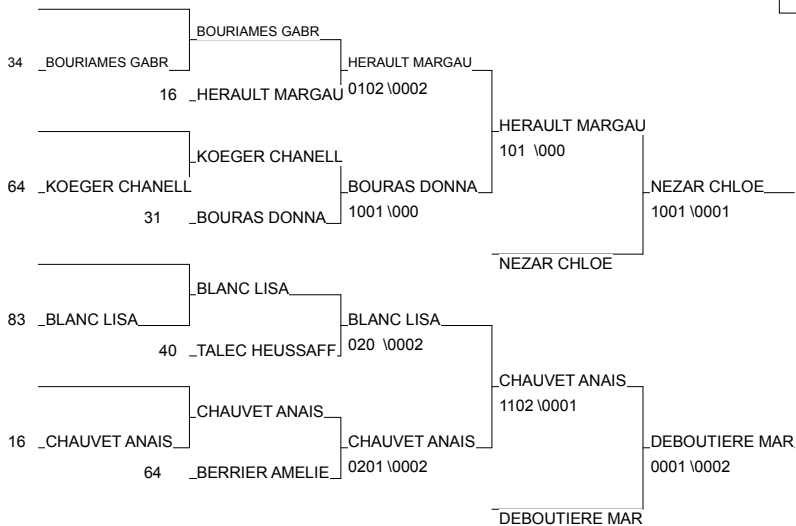 BOURIAMES GABR
34 BOURIAMES GABR
HERAULT MARGAU
16 HERAULT MARGAU
0102 \0002
HERAULT MARGAU
101 \000
KOEGER CHANELL
64 KOEGER CHANELL
BOURAS DONNA
NEZAR CHLOE
1001 \000
1001 \0001
31 BOURAS DONNA
NEZAR CHLOE
BLANC LISA
83 BLANC LISA
BLANC LISA
40 TALEC HEUSSAFF
020 \0002
CHAUVET ANAIS
1102 \0001
CHAUVET ANAIS
16 CHAUVET ANAIS
CHAUVET ANAIS
DEBOUTIERE MAR
0201 \0002
0001 \0002
64 BERRIER AMELIE
DEBOUTIERE MAR